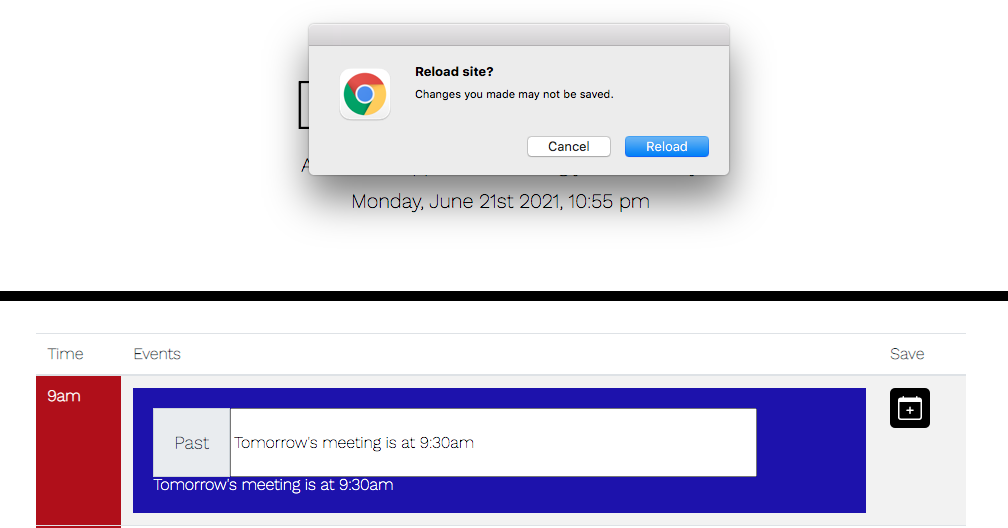 Reload site?
Changes you made may not be saved.
Cancel
Reload
Monday, June 21st 2021, 10:55 pm
Time
Events
Save
9am
Past
Tomorrow's meeting is at 9:30am
Tomorrow's meeting is at 9:30am